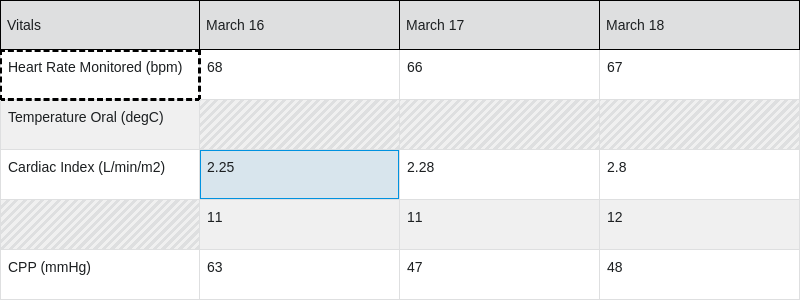 Vitals March 16 March 17 March 18
Heart Rate Monitored (bpm) 68 66 67
Temperature Oral (degC)
Cardiac Index (L/min/m2) 2.25 2.28 2.8
11 11 12
CPP (mmHg) 63 47 48